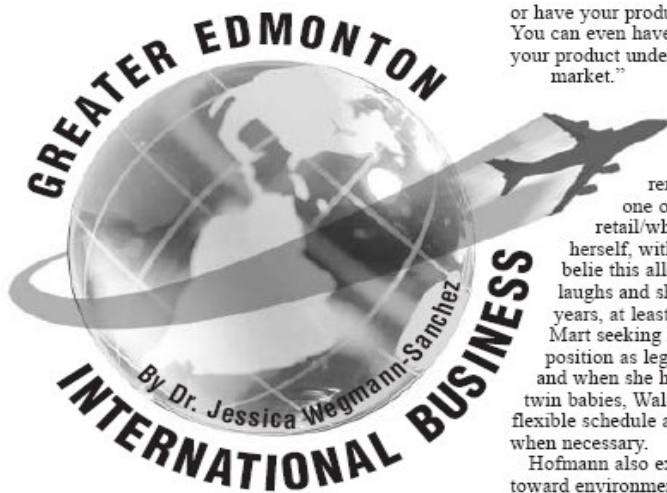 GREATER EDMONTON
INTERNATIONAL BUSINESS
By Dr. Jessica Wegmann-Sanchez
or have your produ
You can even have
your product unde
market.”
rer
one o
retail/wh
herself, with
belie this all
laughs and sl
years, at least
Mart seeking
position as leg
and when she h
twin babies, Wal
flexible schedule a
when necessary.
Hofmann also ex
toward environme